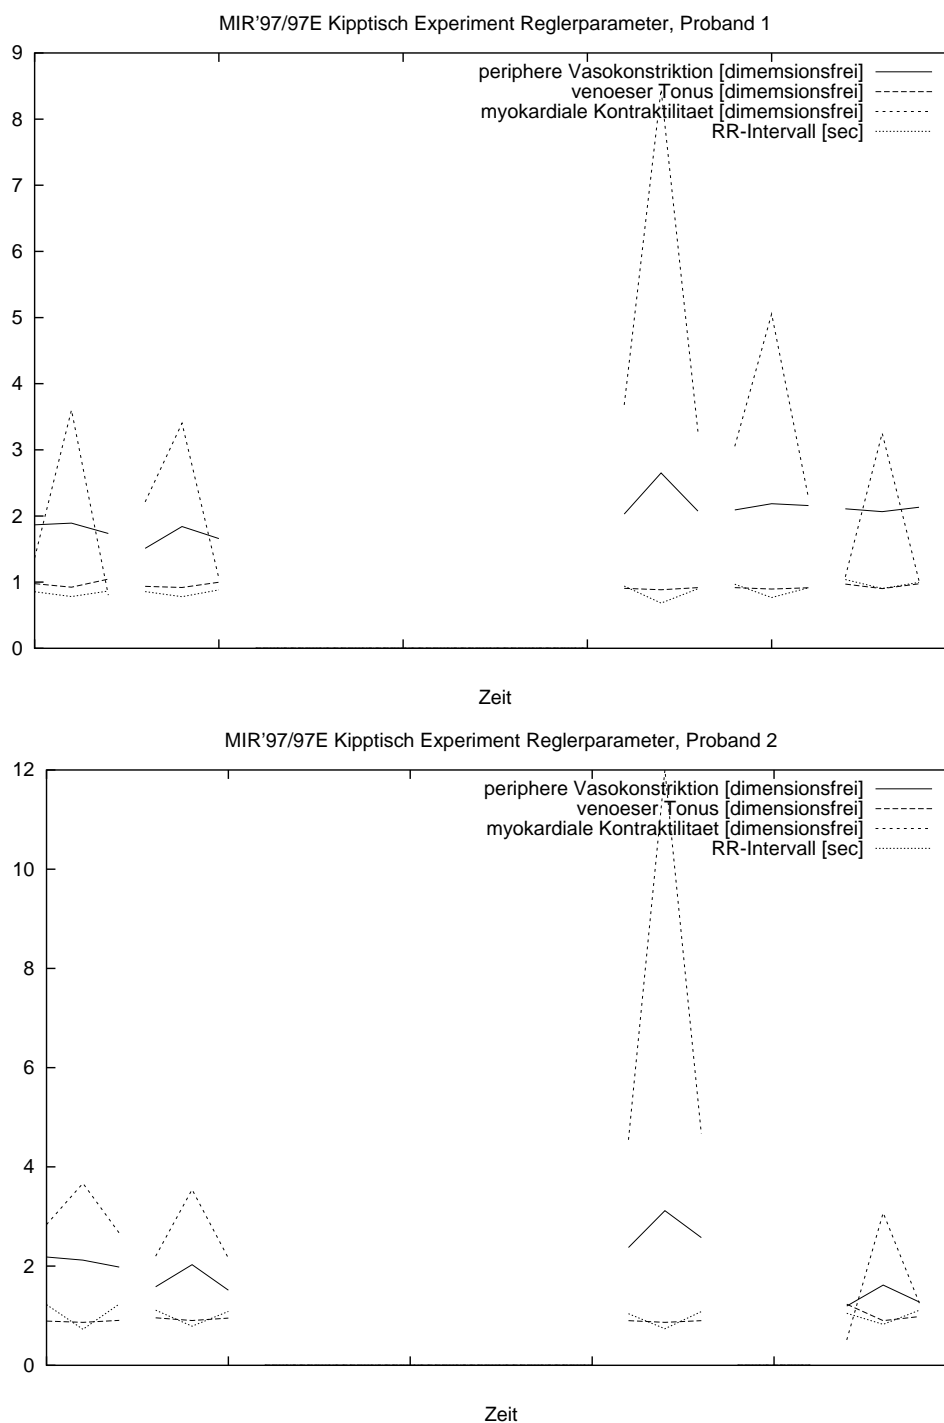 MIR'97/97E Kipptisch Experiment Reglerparameter, Proband 1
9
periphere Vasokonstriktion [dimemsionsfrei]
venoeser Tonus [dimemsionsfrei]
8
myokardiale Kontraktilitaet [dimemsionsfrei]
RR-Intervall [sec]
7
6
5
4
3
2
1
0
Zeit
MIR'97/97E Kipptisch Experiment Reglerparameter, Proband 2
12
periphere Vasokonstriktion [dimensionsfrei]
venoeser Tonus [dimensionsfrei]
myokardiale Kontraktilitaet [dimensionsfrei]
RR-Intervall [sec]
10
8
6
4
2
0
Zeit